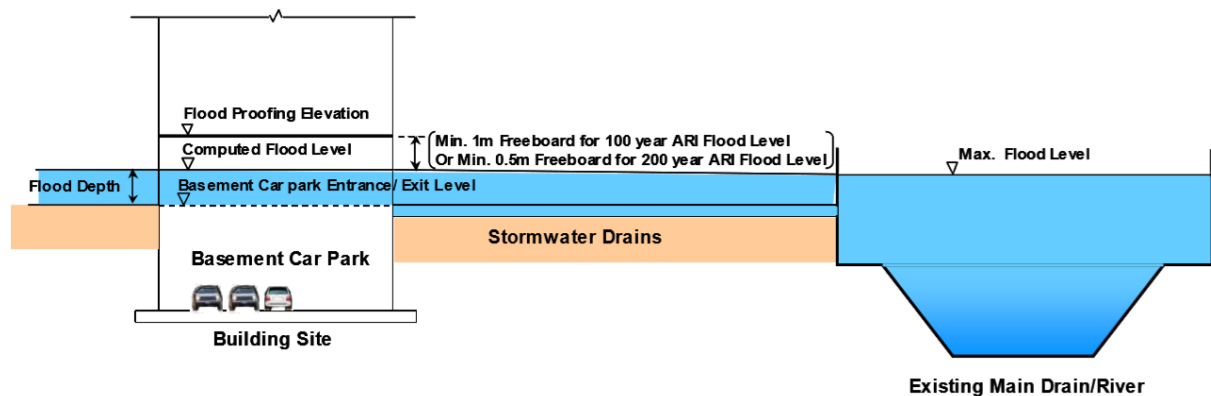 Flood Proofing Elevation
Min. 1m Freeboard for 100 year ARI Flood Level
Computed Flood Level
Or Min. 0.5m Freeboard for 200 year ARI Flood Level
Max. Flood Level
Flood Depth
Basement Car park Entrance/ Exit Level
Stormwater Drains
Basement Car Park
Building Site
Existing Main Drain/River